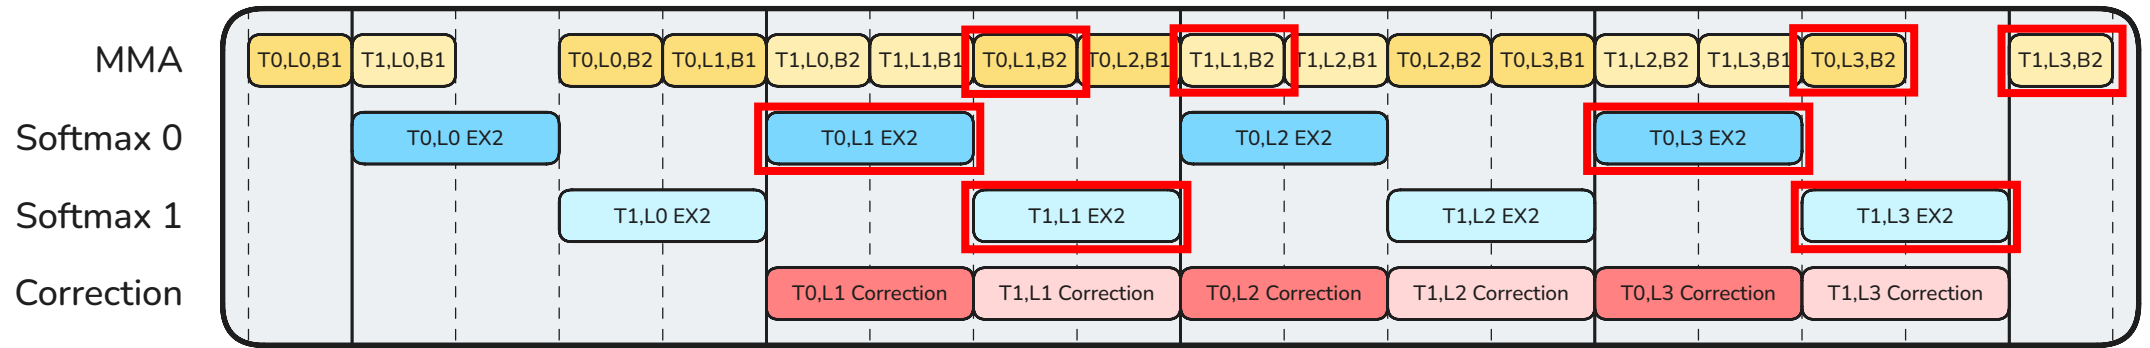 MMA T0,L0,B1 T1,L0,B1 T0,L0,B2 T0,L1,B1 T1,L0,B2 T1,L1,B1 T0,L1,B2 T0,L2,B1 T1,L1,B2 T1,L2,B1 T0,L2,B2 T0,L3,B1 T1,L2,B2 T1,L3,B1 T0,L3,B2 T1,L3,B2
Softmax 0 T0,L0 EX2 T0,L1 EX2 T0,L2 EX2 T0,L3 EX2
Softmax 1 T1,L0 EX2 T1,L1 EX2 T1,L2 EX2 T1,L3 EX2
Correction T0,L1 Correction T1,L1 Correction T0,L2 Correction T1,L2 Correction T0,L3 Correction T1,L3 Correction